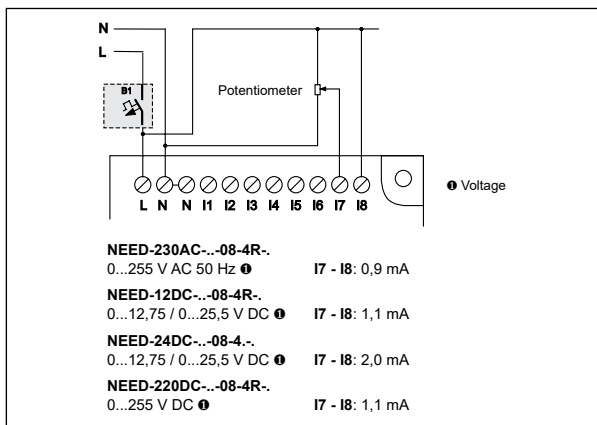 N
L
B1
Potentiometer
L N N I1 I2 I3 I4 I5 I6 I7 I8
❶ Voltage
NEED-230AC-..-08-4R-.
0...255 V AC 50 Hz ❶ I7 - I8: 0,9 mA
NEED-12DC-..-08-4R-.
0...12,75 / 0...25,5 V DC ❶ I7 - I8: 1,1 mA
NEED-24DC-..-08-4.-.
0...12,75 / 0...25,5 V DC ❶ I7 - I8: 2,0 mA
NEED-220DC-..-08-4R-.
0...255 V DC ❶ I7 - I8: 1,1 mA